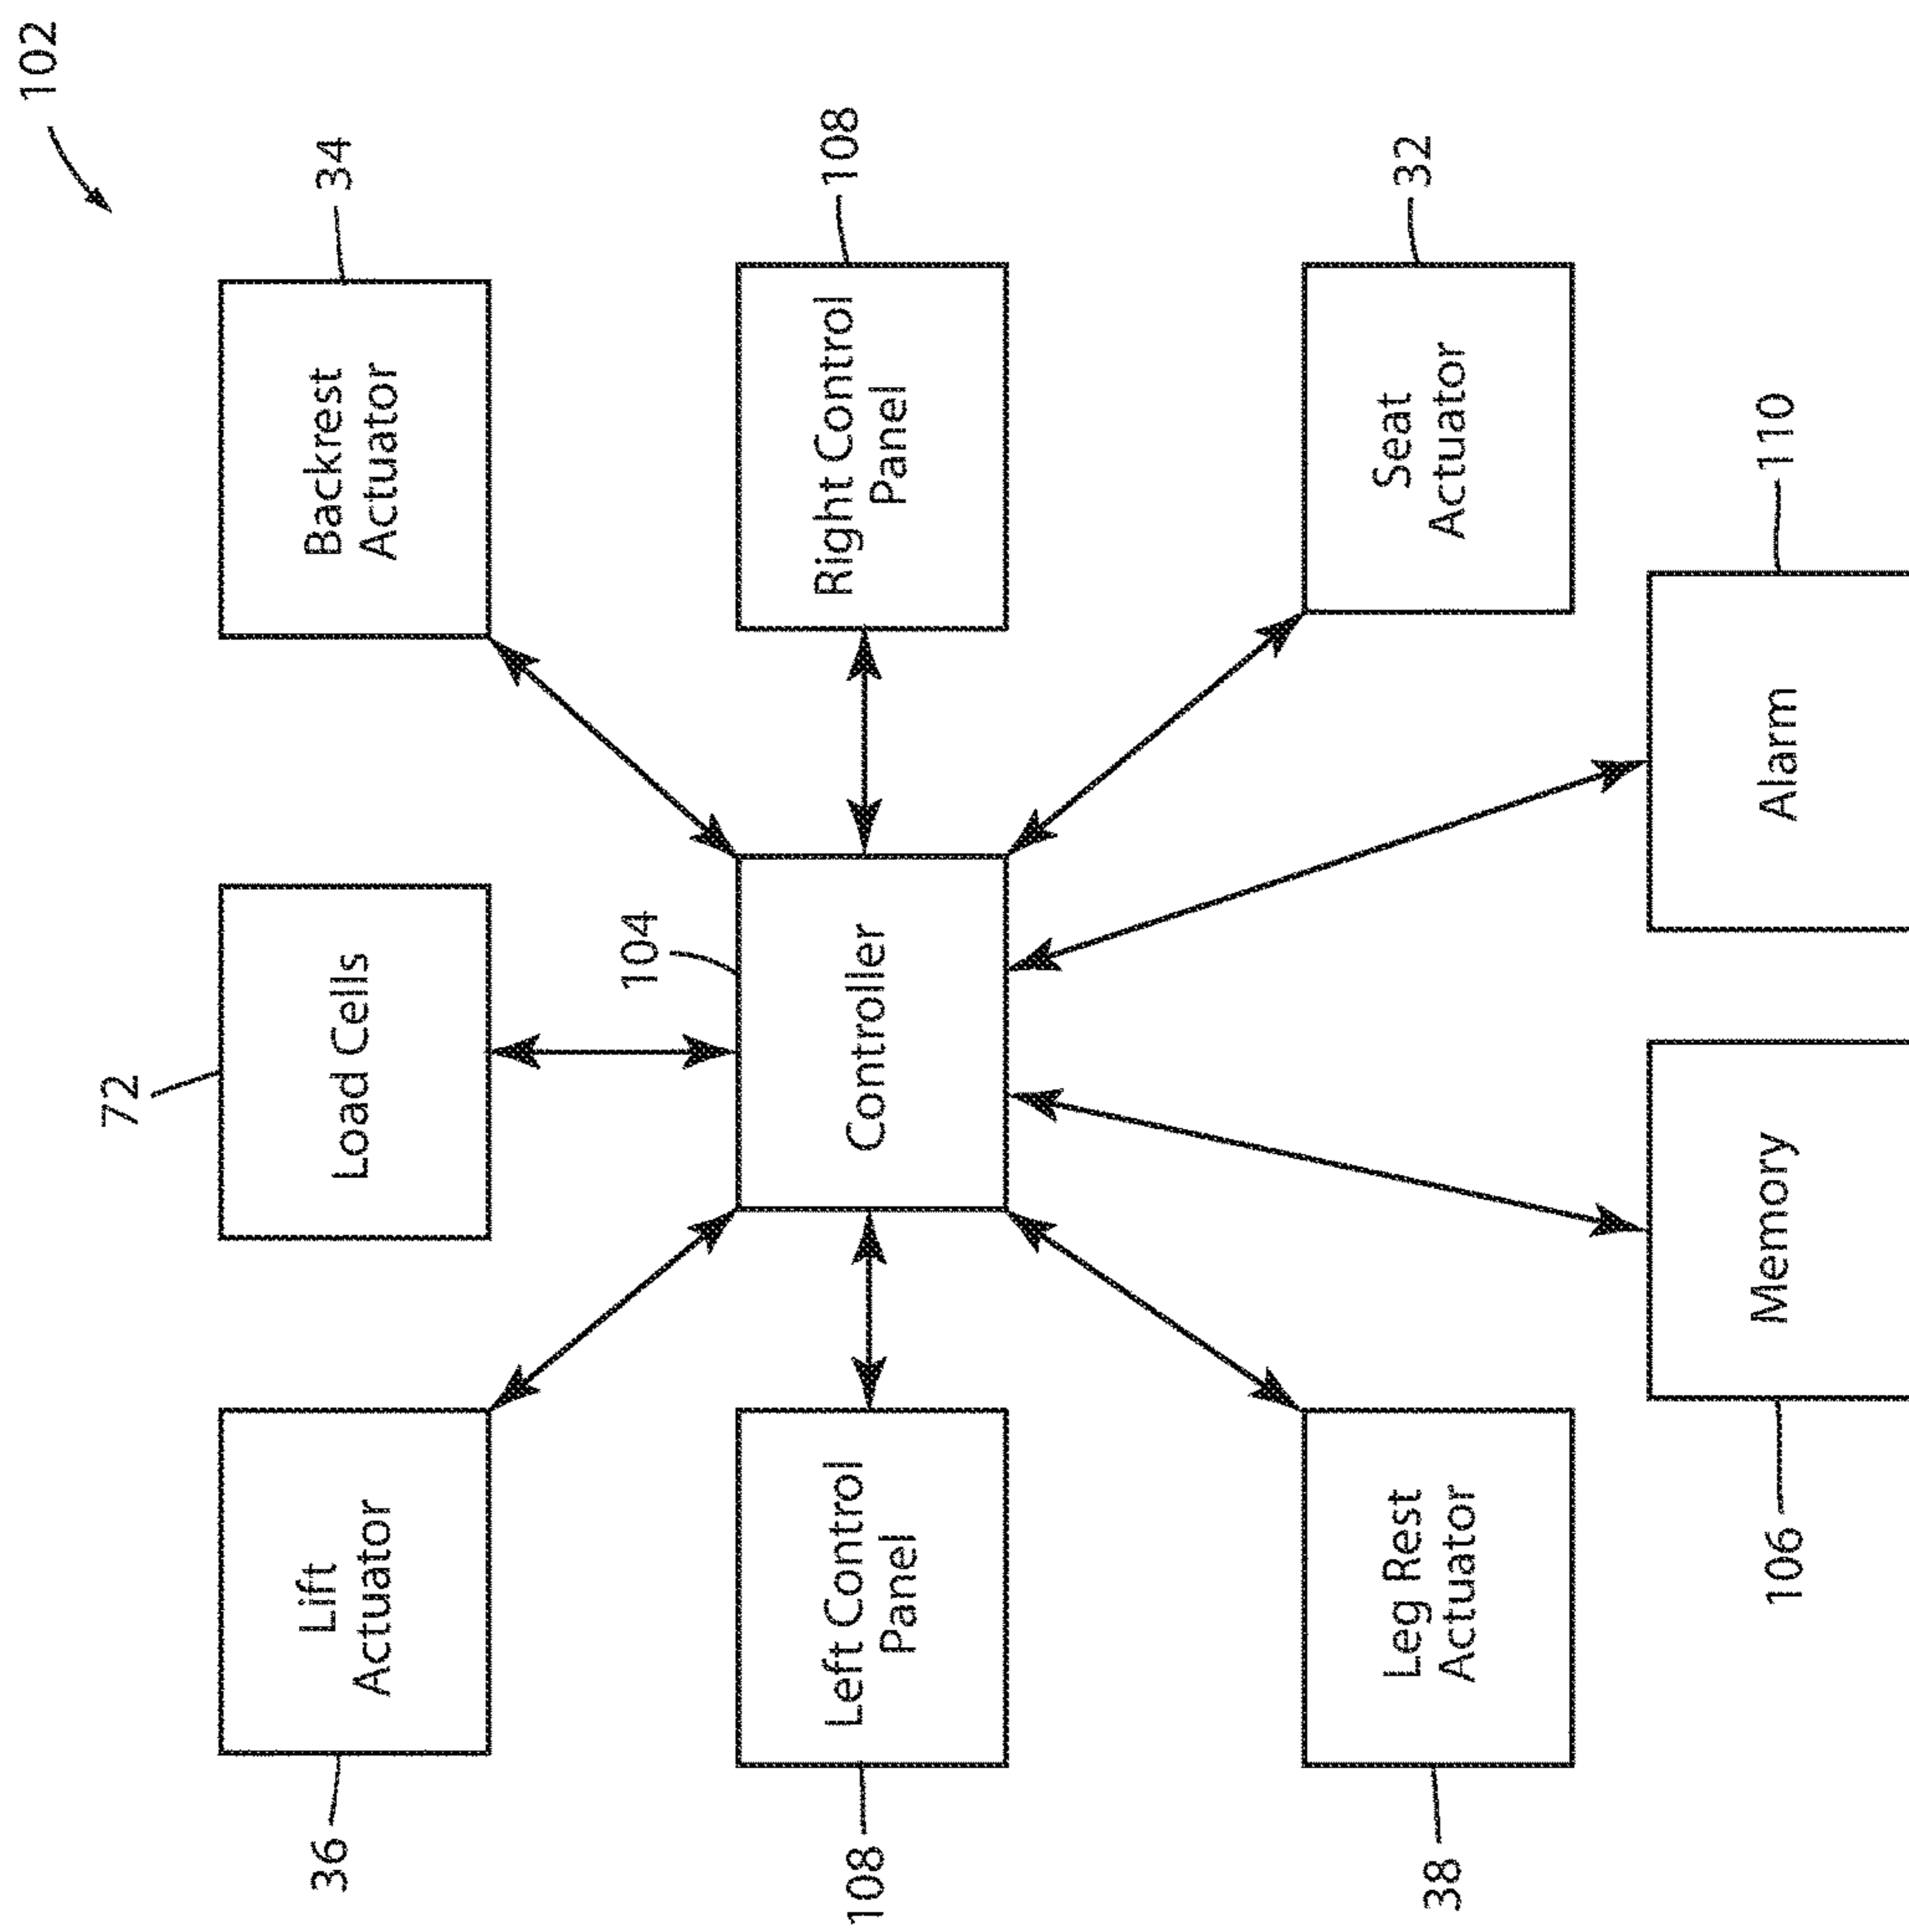 102
36
Lift
Actuator
72
Load Cells
34
Backrest
Actuator
104
108
Left Control
Panel
Controller
Right Control
Panel
108
38
Leg Rest
Actuator
Seat
Actuator
32
106
Memory
Alarm
110